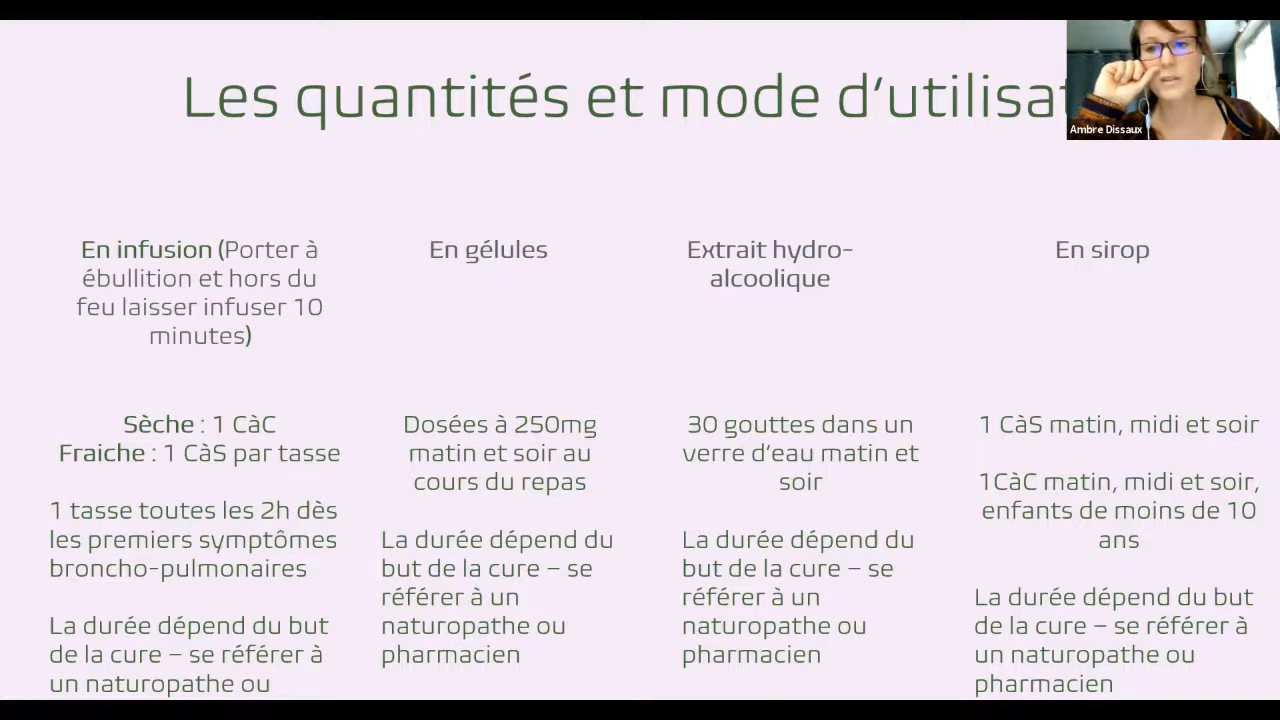 Les quantités et mode d'utilisat
Ambre Dissaux
En infusion (Porter à
ébullition et hors du
feu laisser infuser 10
minutes)
Sèche : 1 CàC
Fraiche : 1 CàS par tasse
1 tasse toutes les 2h dès
les premiers symptômes
broncho-pulmonaires
La durée dépend du but
de la cure – se référer à
un naturopathe ou
En gélules
Dosées à 250mg
matin et soir au
cours du repas
La durée dépend du
but de la cure – se
référer à un
naturopathe ou
pharmacien
Extrait hydro-
alcoolique
30 gouttes dans un
verre d'eau matin et
soir
La durée dépend du
but de la cure – se
référer à un
naturopathe ou
pharmacien
En sirop
1 CàS matin, midi et soir
1CàC matin, midi et soir,
enfants de moins de 10
ans
La durée dépend du but
de la cure – se référer à
un naturopathe ou
pharmacien